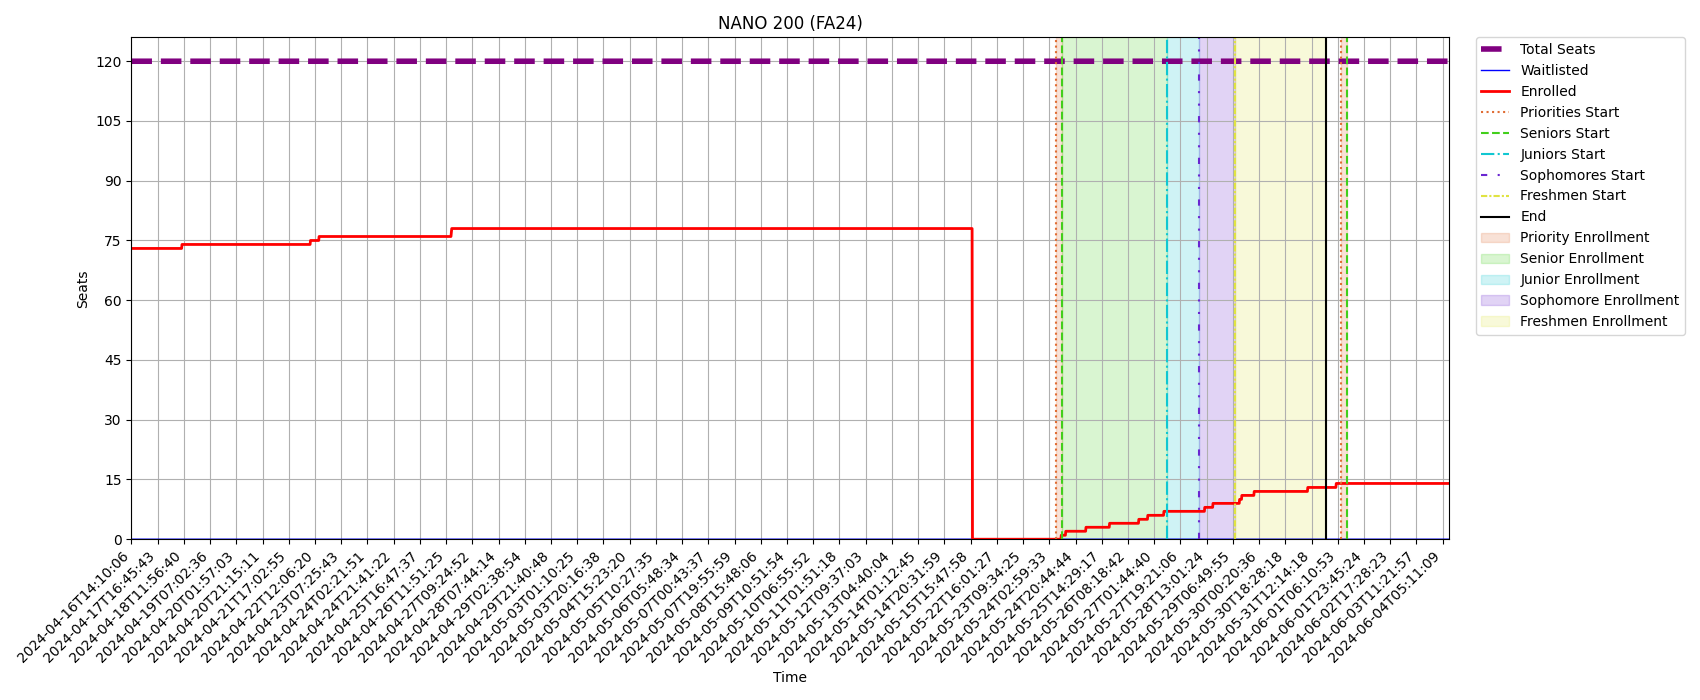 NANO 200 (FA24)
Seats
120
105
90
75
60
45
30
15
0
2024-04-16T14:10:06
2024-04-17T16:45:43
2024-04-18T11:56:40
2024-04-19T07:02:36
2024-04-20T01:57:03
2024-04-20T21:15:11
2024-04-21T17:02:55
2024-04-22T12:06:20
2024-04-23T07:25:43
2024-04-24T02:21:51
2024-04-24T21:41:22
2024-04-25T16:47:37
2024-04-26T11:51:25
2024-04-27T09:24:52
2024-04-28T07:44:14
2024-04-29T02:38:54
2024-04-29T21:40:48
2024-05-03T01:10:25
2024-05-03T20:16:38
2024-05-04T15:23:20
2024-05-05T10:27:35
2024-05-06T05:48:34
2024-05-07T00:43:37
2024-05-07T19:55:59
2024-05-08T15:48:06
2024-05-09T10:51:54
2024-05-10T06:55:52
2024-05-11T01:51:18
2024-05-12T09:37:03
2024-05-13T14:40:04
2024-05-14T01:12:45
2024-05-14T20:31:59
2024-05-15T15:47:58
2024-05-22T16:01:27
2024-05-23T09:34:25
2024-05-24T02:59:33
2024-05-24T20:44:44
2024-05-25T14:29:17
2024-05-26T08:18:42
2024-05-27T01:44:40
2024-05-27T19:21:06
2024-05-28T13:01:24
2024-05-29T06:49:55
2024-05-30T00:20:36
2024-05-30T18:28:18
2024-05-31T12:14:18
2024-06-01T06:10:53
2024-06-01T23:45:24
2024-06-02T17:28:23
2024-06-03T11:21:57
2024-06-04T05:11:09
Time
Total Seats
Waitlisted
Enrolled
Priorities Start
Seniors Start
Juniors Start
Sophomores Start
Freshmen Start
End
Priority Enrollment
Senior Enrollment
Junior Enrollment
Sophomore Enrollment
Freshmen Enrollment